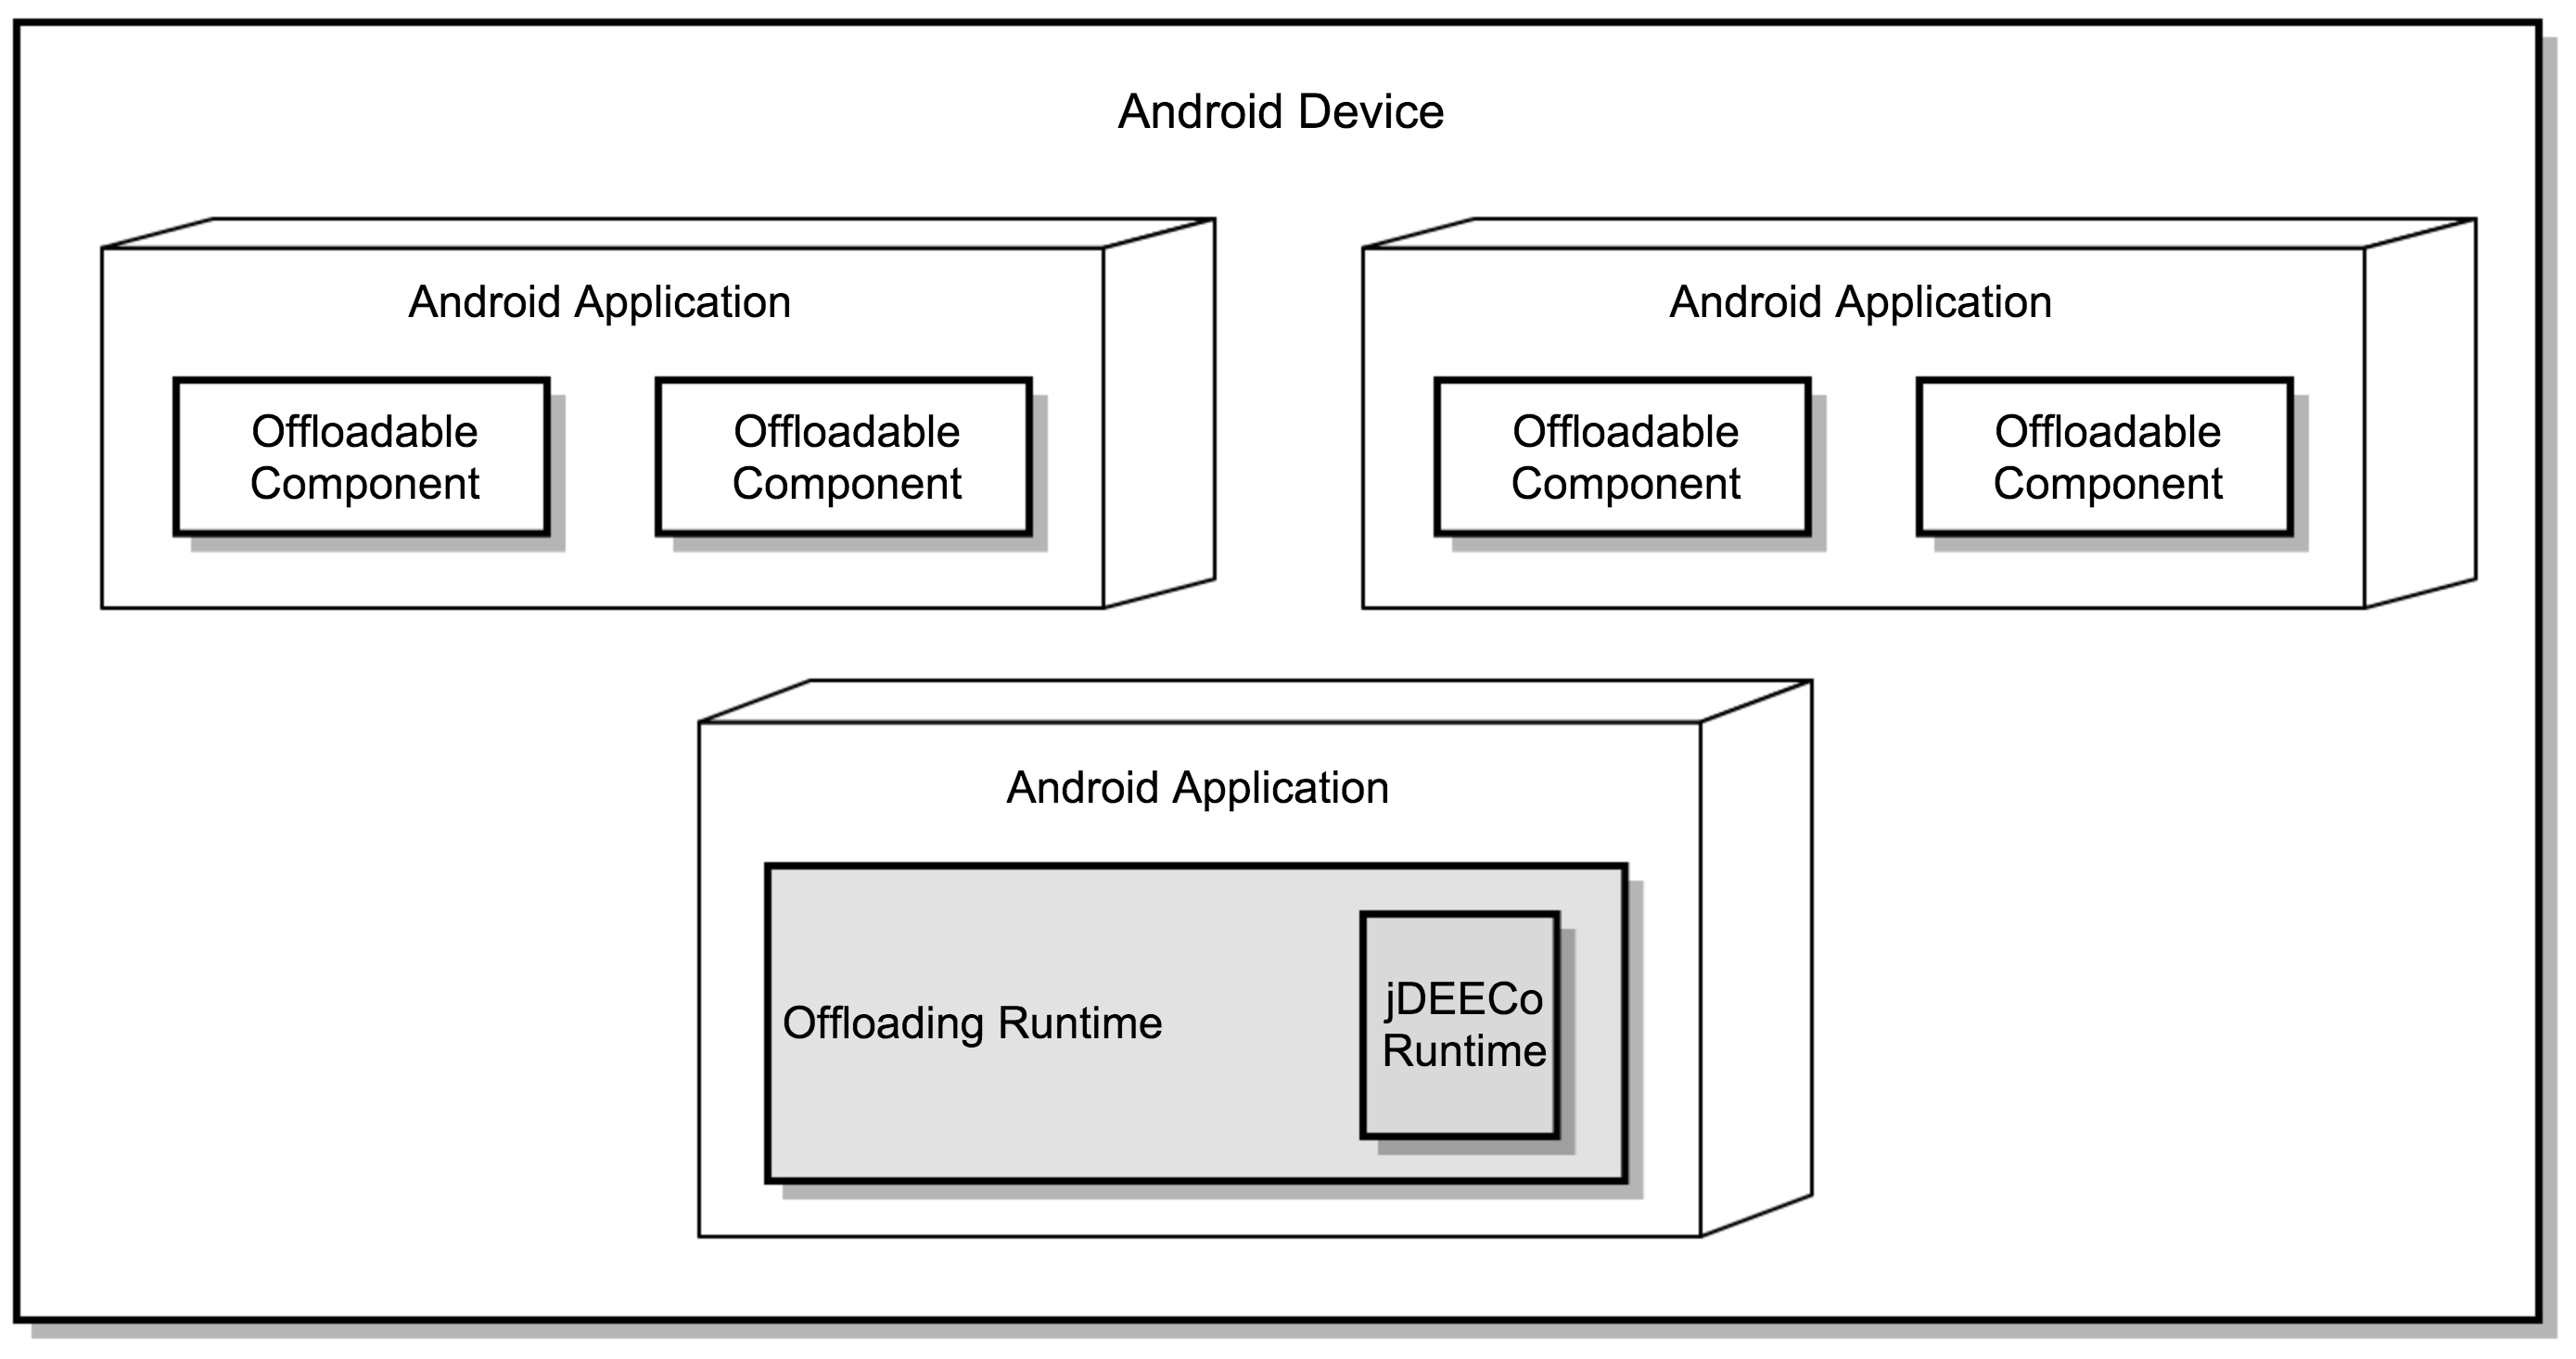 Android Device
Android Application
Offloadable
Component
Offloadable
Component
Android Application
Offloadable
Component
Offloadable
Component
Android Application
Offloading Runtime
jDEECo
Runtime